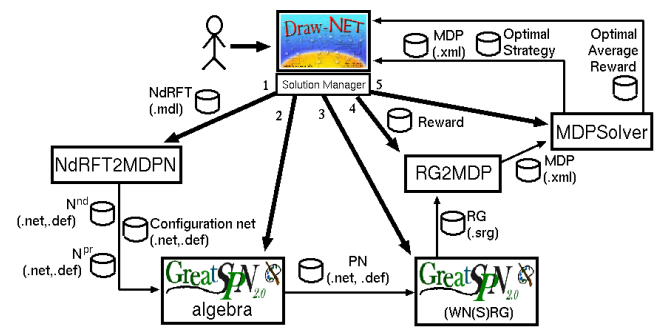 Draw-NET
MDP
(.xml)
Optimal
Strategy
Optimal
Average
Reward
Solution Manager
NdRFT
(.mdl)
1
2
3
4
5
Reward
MDPSolver
NdRFT2MDPN
RG2MDP
MDP
(.xml)
Nnd
(.net,.def)
Configuration net
(.net,.def)
Npr
(.net,.def)
RG
(.srg)
GreatSPN 2.0
algebra
PN
(.net, .def)
GreatSPN 2.0
(WN(S)RG)